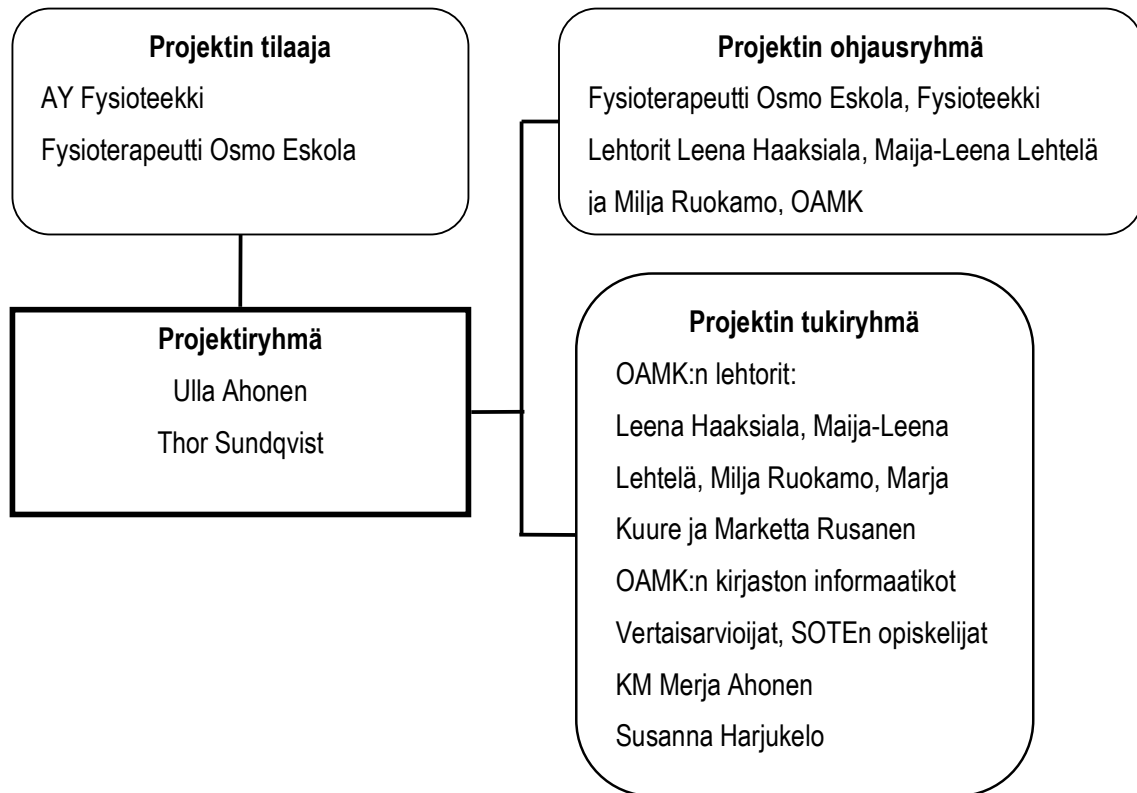 Projektin tilaaja
AY Fysioteekki
Fysioterapeutti Osmo Eskola
Projektin ohjausryhmä
Fysioterapeutti Osmo Eskola, Fysioteekki
Lehtorit Leena Haaksiala, Maija-Leena Lehtelä
ja Milja Ruokamo, OAMK
Projektiryhmä
Ulla Ahonen
Thor Sundqvist
Projektin tukiryhmä
OAMK:n lehtorit:
Leena Haaksiala, Maija-Leena
Lehtelä, Milja Ruokamo, Marja
Kuure ja Marketta Rusanen
OAMK:n kirjaston informaatikot
Vertaisarvioijat, SOTEn opiskelijat
KM Merja Ahonen
Susanna Harjukelo